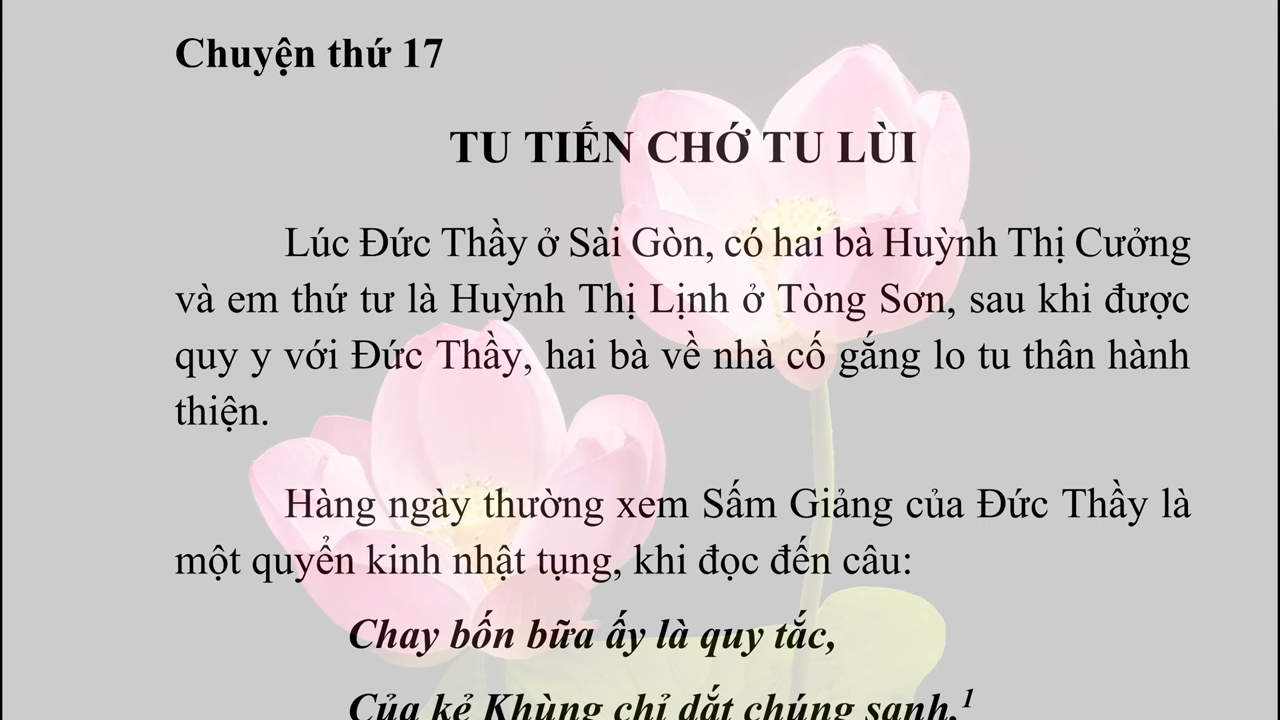 Chuyện thứ 17
TU TIẾN CHỚ TU LÙI
Lúc Đức Thầy ở Sài Gòn, có hai bà Huỳnh Thị Cưởng
và em thứ tư là Huỳnh Thị Lịnh ở Tòng Sơn, sau khi được
quy y với Đức Thầy, hai bà về nhà cố gắng lo tu thân hành
thiện.
Hàng ngày thường xem Sấm Giảng của Đức Thầy là
một quyển kinh nhật tụng, khi đọc đến câu:
Chay bốn bữa ấy là quy tắc,
Của kẻ Khùng chỉ dắt chúng sanh.1